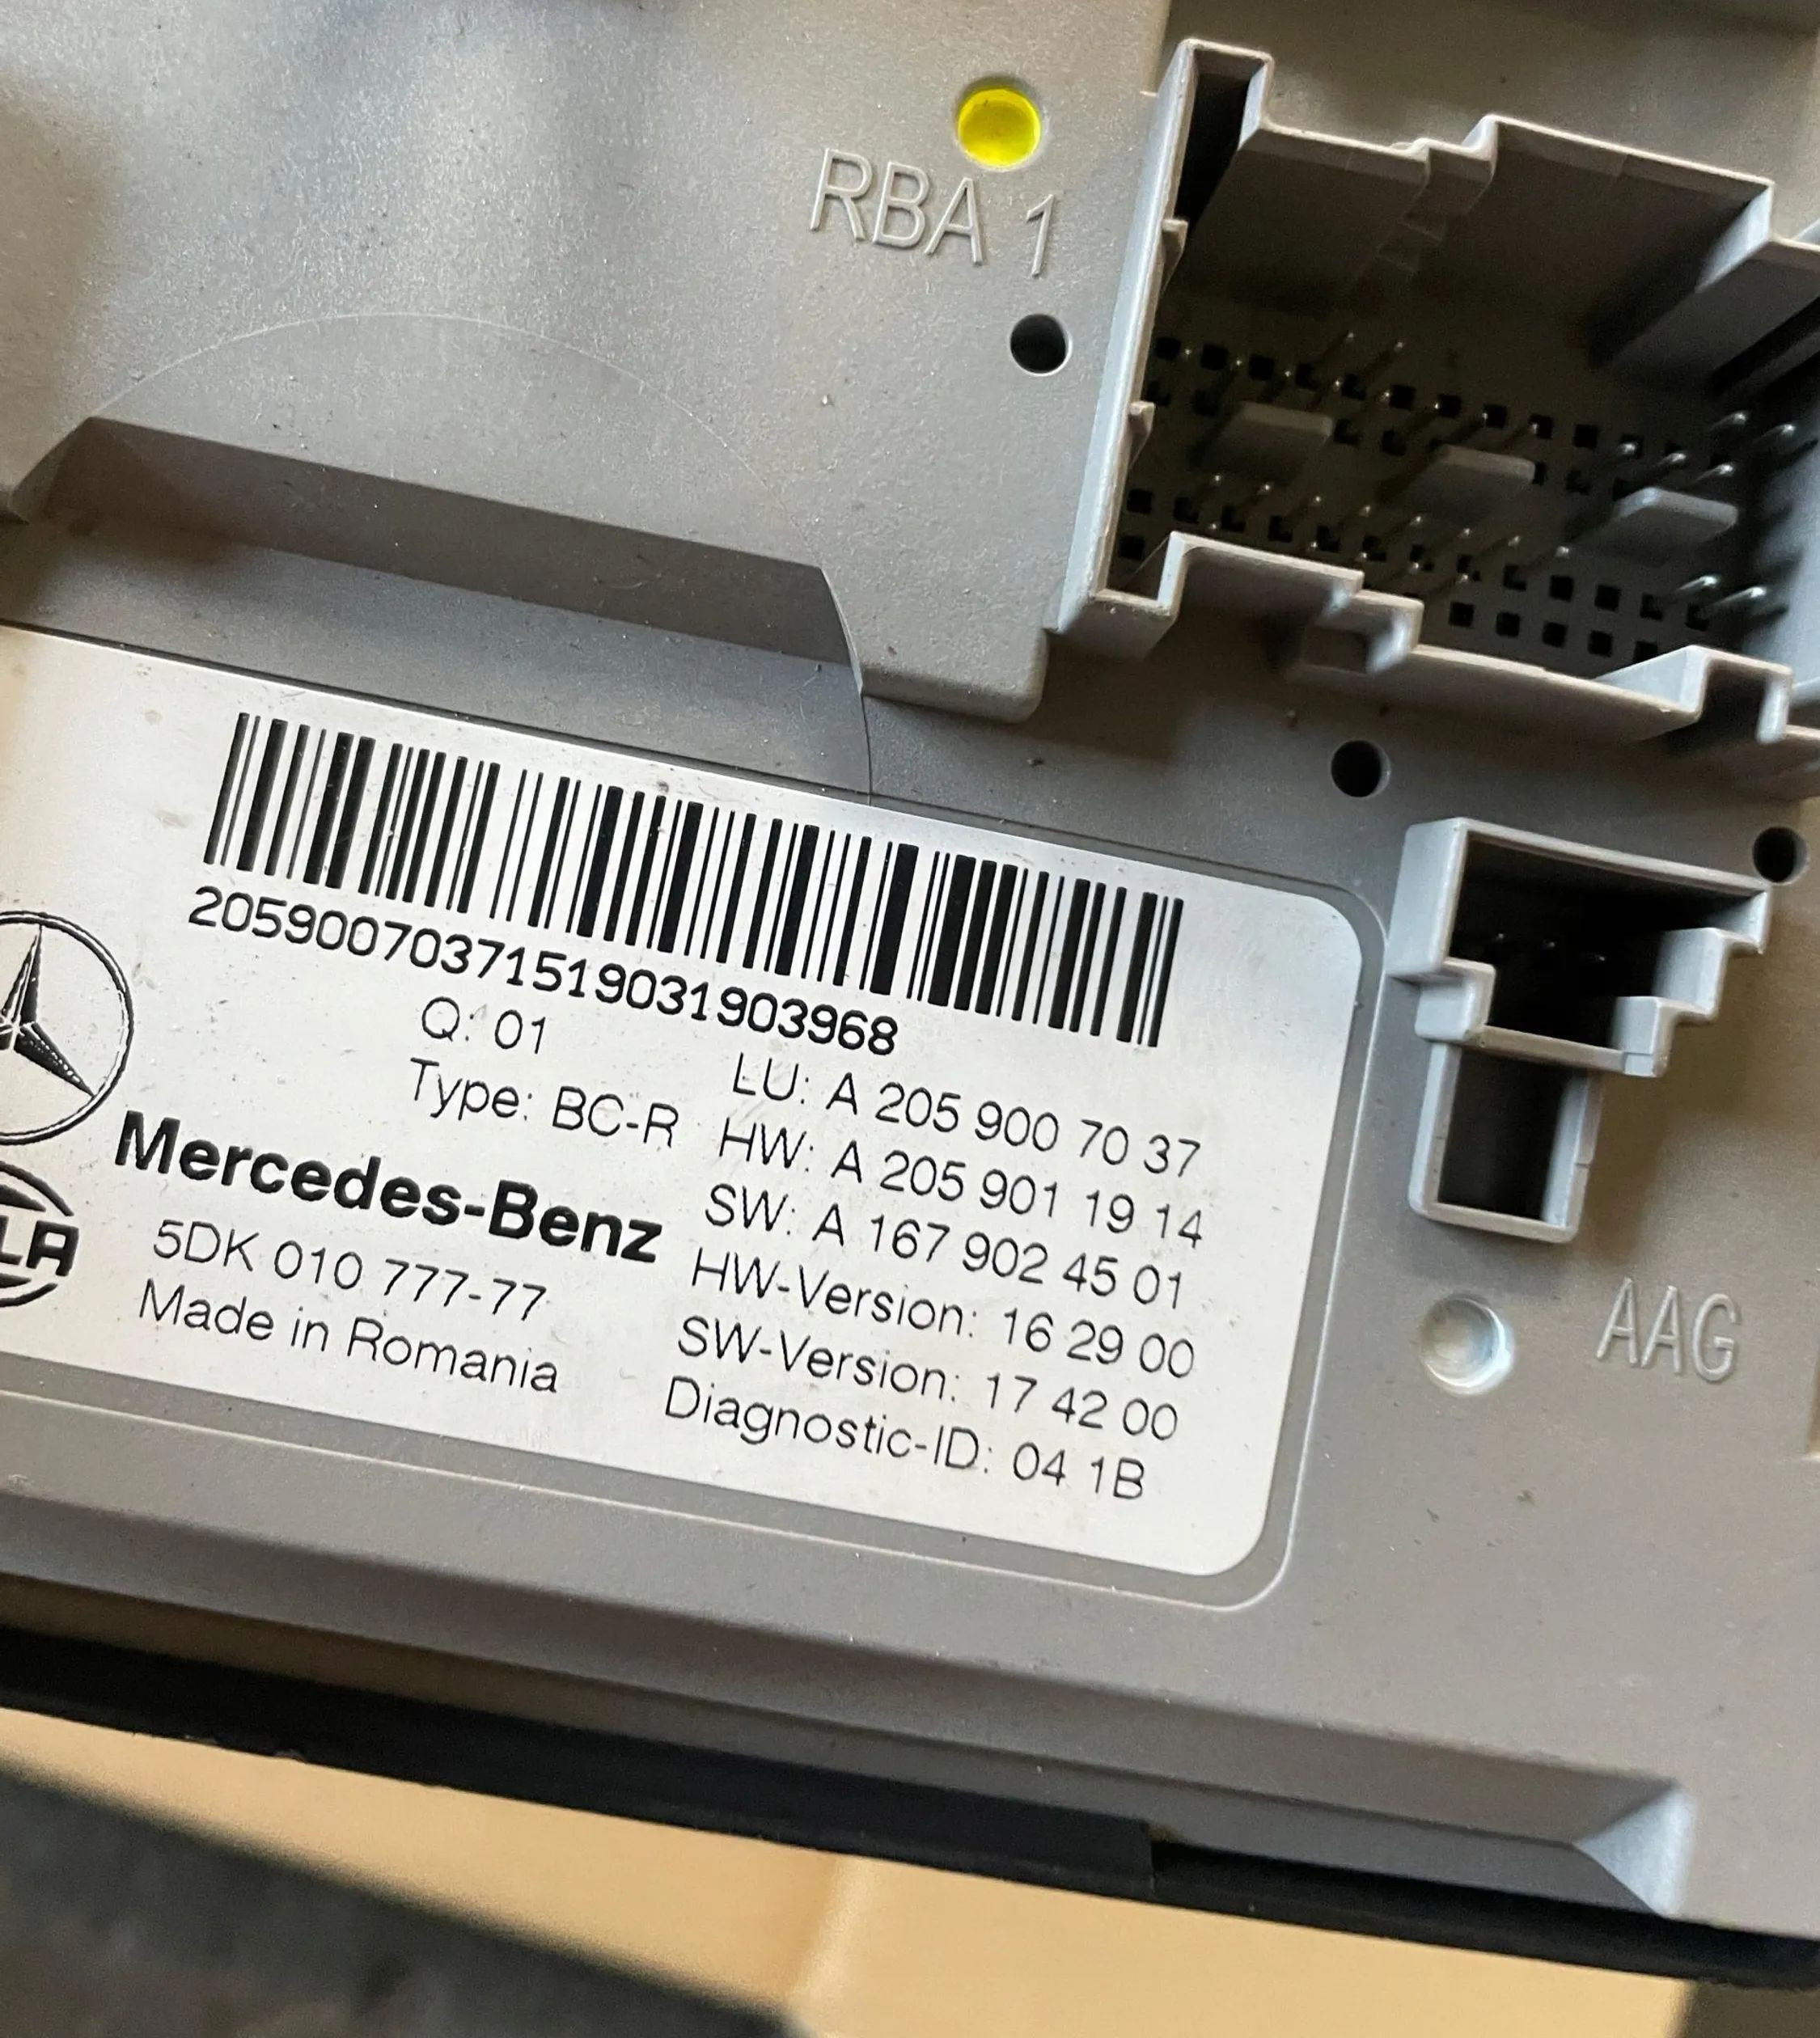 RBA 1
20590070371519031903968
Q: 01
LU: A 205 900 70 37
Type: BC-R
HW: A 205 901 19 14
Mercedes-Benz
SW: A 167 902 45 01
5DK 010 777-77
HW-Version: 16 29 00
Made in Romania
SW-Version: 17 42 00
Diagnostic-ID: 04 1B
AAG